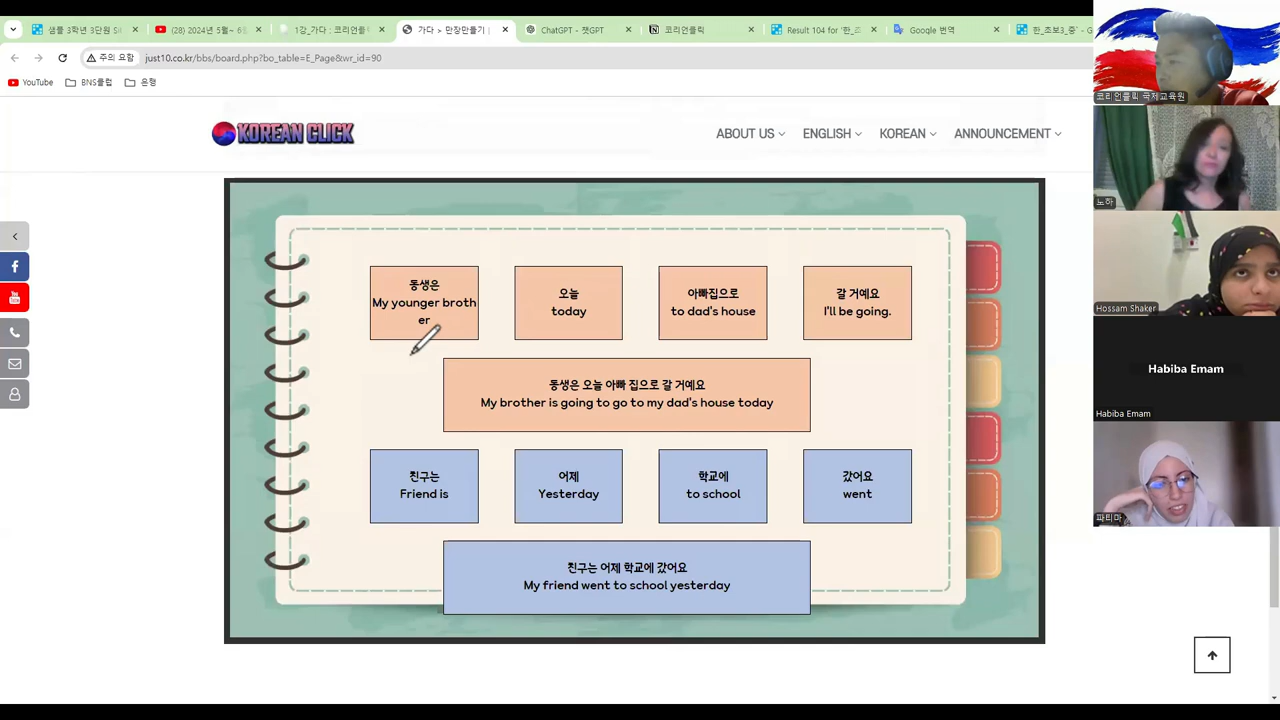 샘플 3학년 3단원
(28) 2024년 5월~ 6
1강_가다 : 코리언클릭
가다 > 만장만들기 |
ChatGPT - 챗GPT
코리언클릭
Result 104 for '한_조
Google 번역
한_초보3_중' - G
주의 요함
just10.co.kr/bbs/board.php?bo_table=E_Page&wr_id=90
YouTube
BNS클럽
은행
KOREAN CLICK
ABOUT US
ENGLISH
KOREAN
ANNOUNCEMENT
동생은
My younger broth
er
오늘
today
아빠집으로
to dad's house
갈 거예요
I'll be going.
동생은 오늘 아빠 집으로 갈 거예요
My brother is going to go to my dad's house today
친구는
Friend is
어제
Yesterday
학교에
to school
갔어요
went
친구는 어제 학교에 갔어요
My friend went to school yesterday
코리언클릭 국제교육원
노하
Hossam Shaker
Habiba Emam
Habiba Emam
파티마